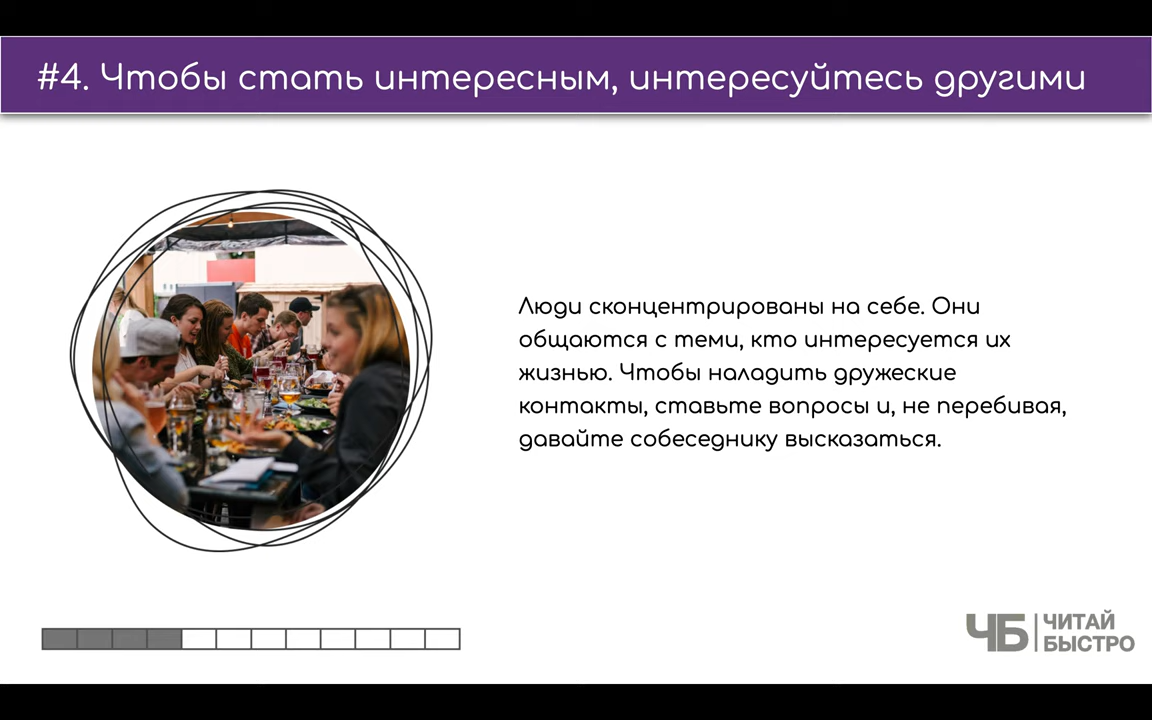 #4. Чтобы стать интересным, интересуйтесь другими
Люди сконцентрированы на себе. Они
общаются с теми, кто интересуется их
жизнью. Чтобы наладить дружеские
контакты, ставьте вопросы и, не перебивая,
давайте собеседнику высказаться.
ЧБ
ЧИТАЙ
БЫСТРО